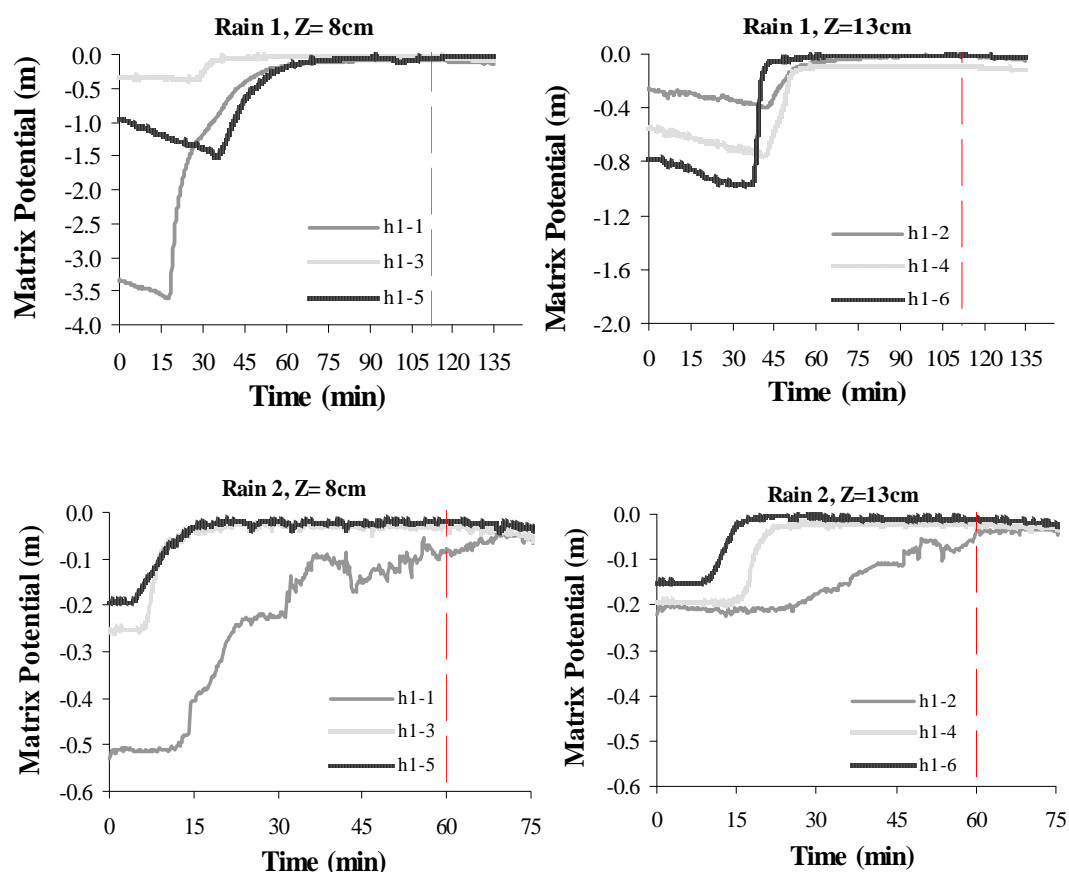 Rain 1, Z= 8cm
Matrix Potential (m)
0.0
-0.5
-1.0
-1.5
-2.0
-2.5
-3.0
-3.5
-4.0
h1-1
h1-3
h1-5
0 15 30 45 60 75 90 105 120 135
Time (min)
Rain 1, Z=13cm
Matrix Potential (m)
0.0
-0.4
-0.8
-1.2
-1.6
-2.0
h1-2
h1-4
h1-6
0 15 30 45 60 75 90 105 120 135
Time (min)
Rain 2, Z=8cm
Matrix Potential (m)
0.0
-0.1
-0.2
-0.3
-0.4
-0.5
-0.6
h1-1
h1-3
h1-5
0 15 30 45 60 75
Time (min)
Rain 2, Z=13cm
Matrix Potential (m)
0.0
-0.1
-0.2
-0.3
-0.4
-0.5
-0.6
h1-2
h1-4
h1-6
0 15 30 45 60 75
Time (min)